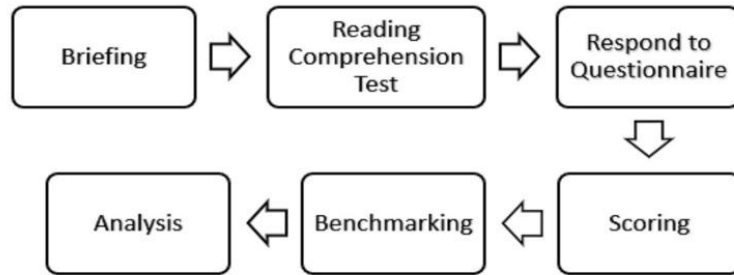 Briefing
Reading
Comprehension
Test
Respond to
Questionnaire
Scoring
Benchmarking
Analysis